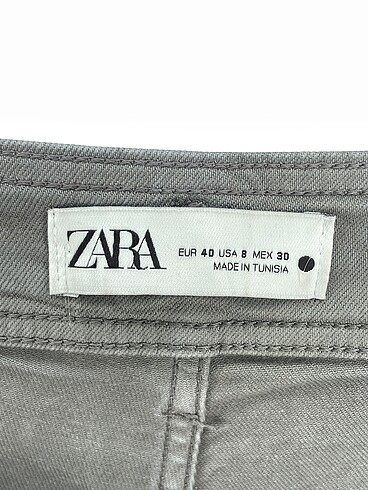 ZARA
EUR 40 USA 8 MEX 30
MADE IN TUNISIA